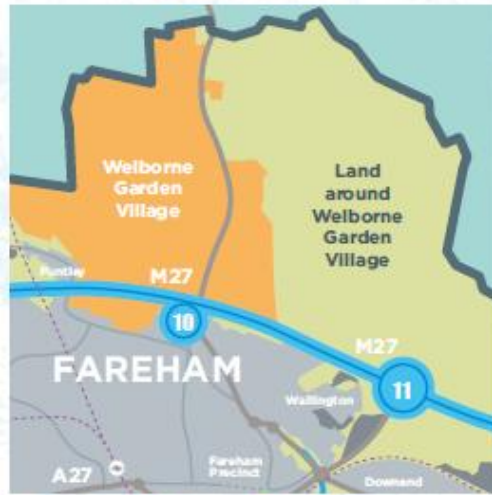 Welborne
Garden
Village
Land
around
Welborne
Garden
Village
Funtley
M27
10
FAREHAM
M27
11
Wallington
A27
Fareham
Precinct
Downend